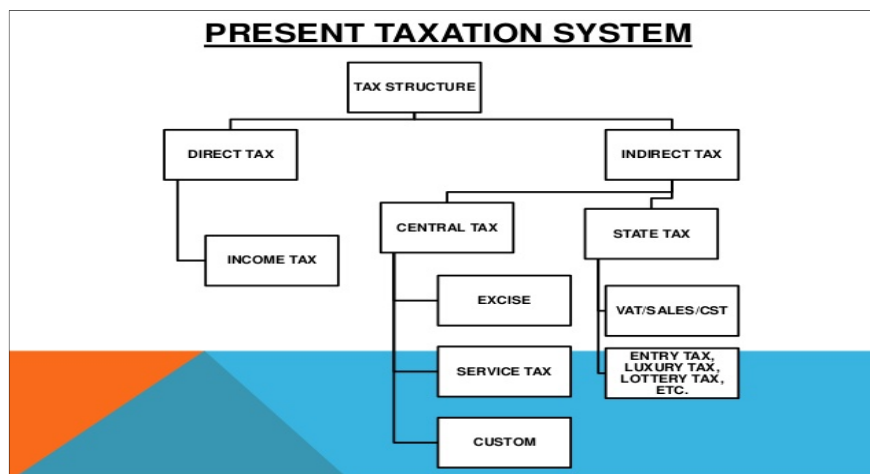 PRESENT TAXATION SYSTEM
TAX STRUCTURE
DIRECT TAX
INDIRECT TAX
CENTRAL TAX
STATE TAX
INCOME TAX
EXCISE
VAT/SALES/CST
SERVICE TAX
ENTRY TAX,
LUXURY TAX,
LOTTERY TAX,
ETC.
CUSTOM